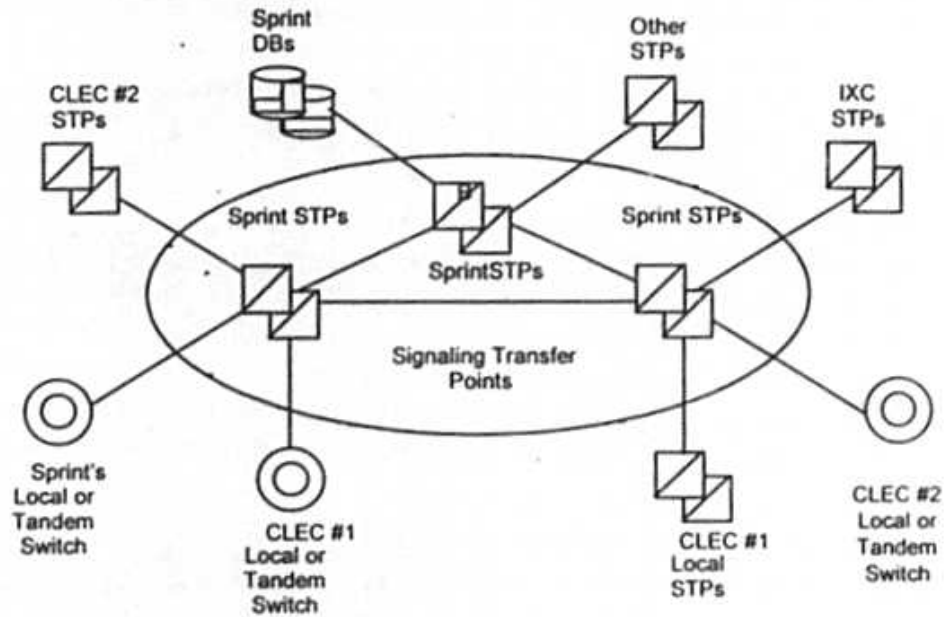 Sprint
DBs
Other
STPs
CLEC #2
STPs
IXC
STPs
Sprint STPs
Sprint STPs
SprintSTPs
Signaling Transfer
Points
Sprint's
Local or
Tandem
Switch
CLEC #1
Local or
Tandem
Switch
CLEC #1
Local
STPs
CLEC #2
Local or
Tandem
Switch